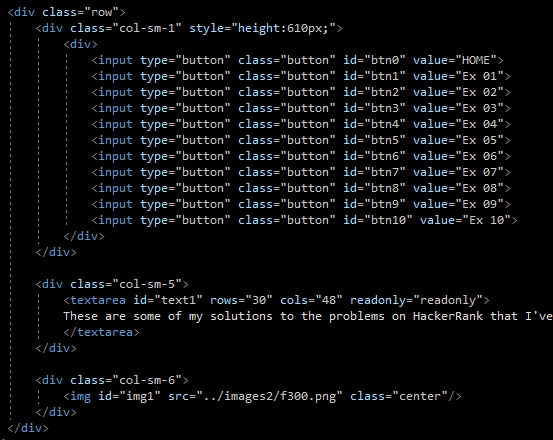 <div class="row">
    <div class="col-sm-1" style="height:610px;">
        <div>
            <input type="button" class="button" id="btn0" value="HOME">
            <input type="button" class="button" id="btn1" value="Ex 01">
            <input type="button" class="button" id="btn2" value="Ex 02">
            <input type="button" class="button" id="btn3" value="Ex 03">
            <input type="button" class="button" id="btn4" value="Ex 04">
            <input type="button" class="button" id="btn5" value="Ex 05">
            <input type="button" class="button" id="btn6" value="Ex 06">
            <input type="button" class="button" id="btn7" value="Ex 07">
            <input type="button" class="button" id="btn8" value="Ex 08">
            <input type="button" class="button" id="btn9" value="Ex 09">
            <input type="button" class="button" id="btn10" value="Ex 10">
        </div>
    </div>
    <div class="col-sm-5">
        <textarea id="text1" rows="30" cols="48" readonly="readonly">
        These are some of my solutions to the problems on HackerRank that I've
        </textarea>
    </div>
    <div class="col-sm-6">
        <img id="img1" src="../images2/f300.png" class="center"/>
    </div>
</div>